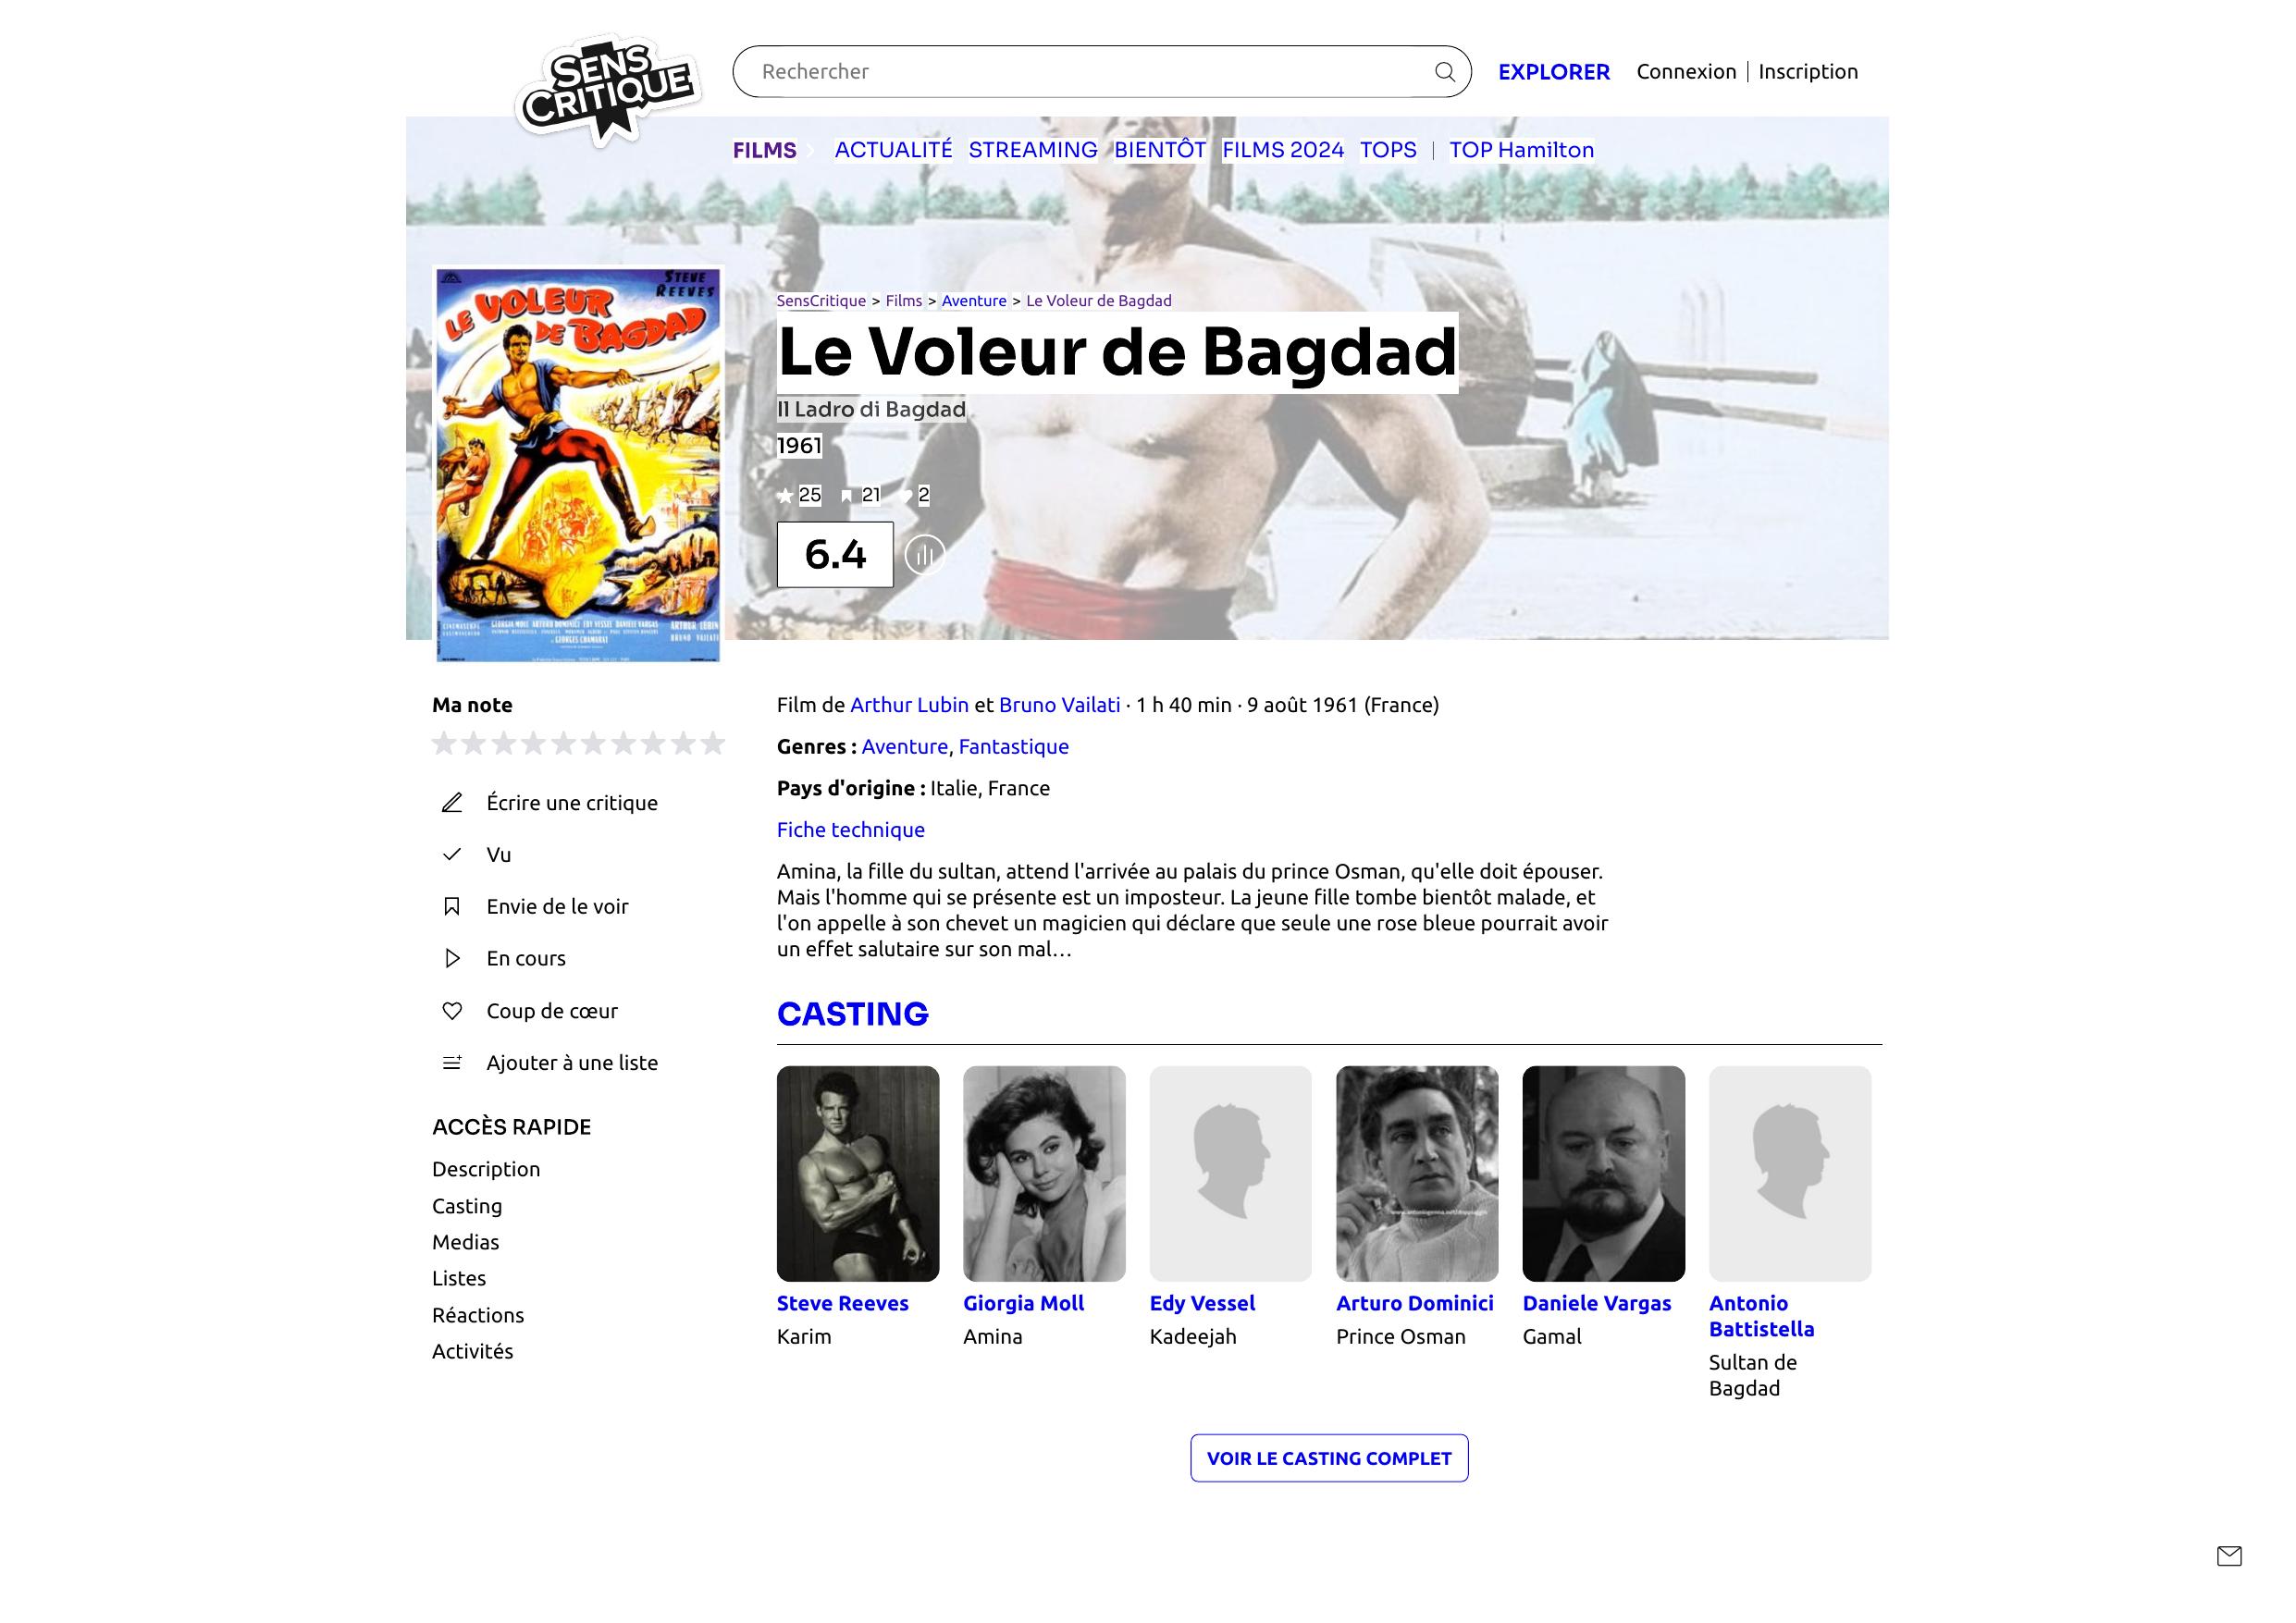 SENS
CRITIQUE
Rechercher
EXPLORER
Connexion | Inscription
FILMS
ACTUALITÉ STREAMING BIENTÔT FILMS 2024 TOPS | TOP Hamilton
STEVE
REEVES
LE VOLEUR
DE BAGDAD
GEORGES CHAMARAT
ARTHUR LUBIN
BRUNO VAILATI
SensCritique > Films > Aventure > Le Voleur de Bagdad
Le Voleur de Bagdad
Il Ladro di Bagdad
1961
25 21 2
6.4
Ma note
Écrire une critique
Vu
Envie de le voir
En cours
Coup de cœur
Ajouter à une liste
ACCÈS RAPIDE
Description
Casting
Medias
Listes
Réactions
Activités
Film de Arthur Lubin et Bruno Vailati · 1 h 40 min · 9 août 1961 (France)
Genres : Aventure, Fantastique
Pays d'origine : Italie, France
Fiche technique
Amina, la fille du sultan, attend l'arrivée au palais du prince Osman, qu'elle doit épouser.
Mais l'homme qui se présente est un imposteur. La jeune fille tombe bientôt malade, et
l'on appelle à son chevet un magicien qui déclare que seule une rose bleue pourrait avoir
un effet salutaire sur son mal…
CASTING
Steve Reeves
Karim
Giorgia Moll
Amina
Edy Vessel
Kadeejah
Arturo Dominici
Prince Osman
Daniele Vargas
Gamal
Antonio
Battistella
Sultan de
Bagdad
VOIR LE CASTING COMPLET